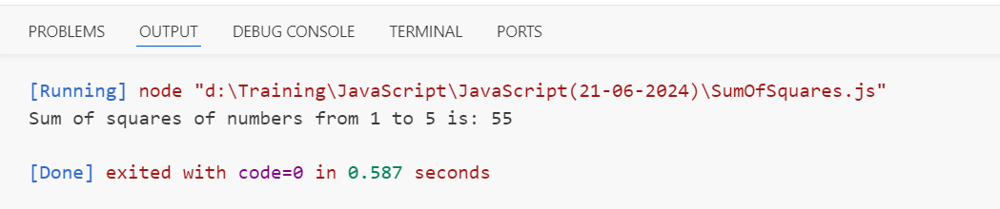 PROBLEMS OUTPUT DEBUG CONSOLE TERMINAL PORTS
[Running] node "d:\Training\JavaScript\JavaScript(21-06-2024)\SumOfSquares.js"
Sum of squares of numbers from 1 to 5 is: 55
[Done] exited with code=0 in 0.587 seconds